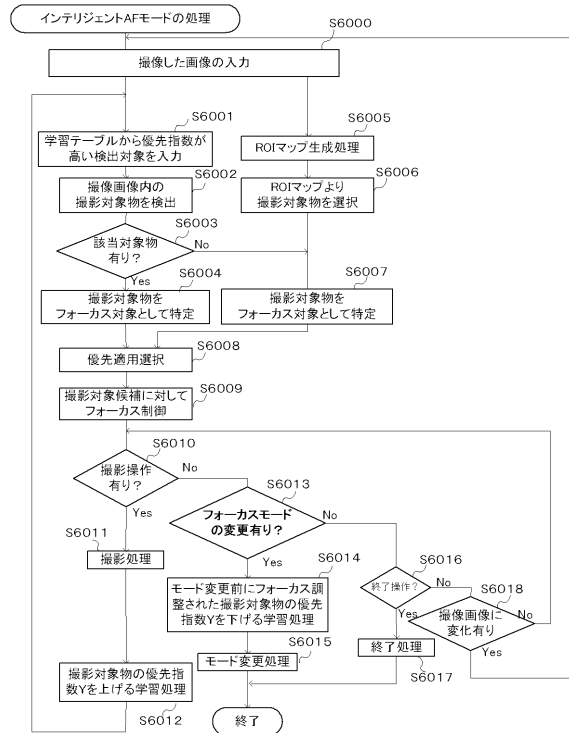 インテリジェントAFモードの処理
S6000
撮像した画像の入力
S6001
学習テーブルから優先指数が
高い検出対象を入力
S6005
ROIマップ生成処理
S6002
撮像画像内の
撮影対象物を検出
S6006
ROIマップより
撮影対象物を選択
S6003
該当対象物
有り？
No
Yes
S6004
撮影対象物を
フォーカス対象として特定
S6007
撮影対象物を
フォーカス対象として特定
S6008
優先適用選択
S6009
撮影対象候補に対して
フォーカス制御
S6010
撮影操作
有り？
No
Yes
S6013
フォーカスモード
の変更有り？
No
Yes
S6011
撮影処理
S6014
モード変更前にフォーカス調
整された撮影対象物の優先
指数Yを下げる学習処理
S6016
終了操作？
No
Yes
S6018
撮像画像に
変化有り
No
Yes
S6015
モード変更処理
終了処理
S6017
撮影対象物の優先指
数Yを上げる学習処理
S6012
終了